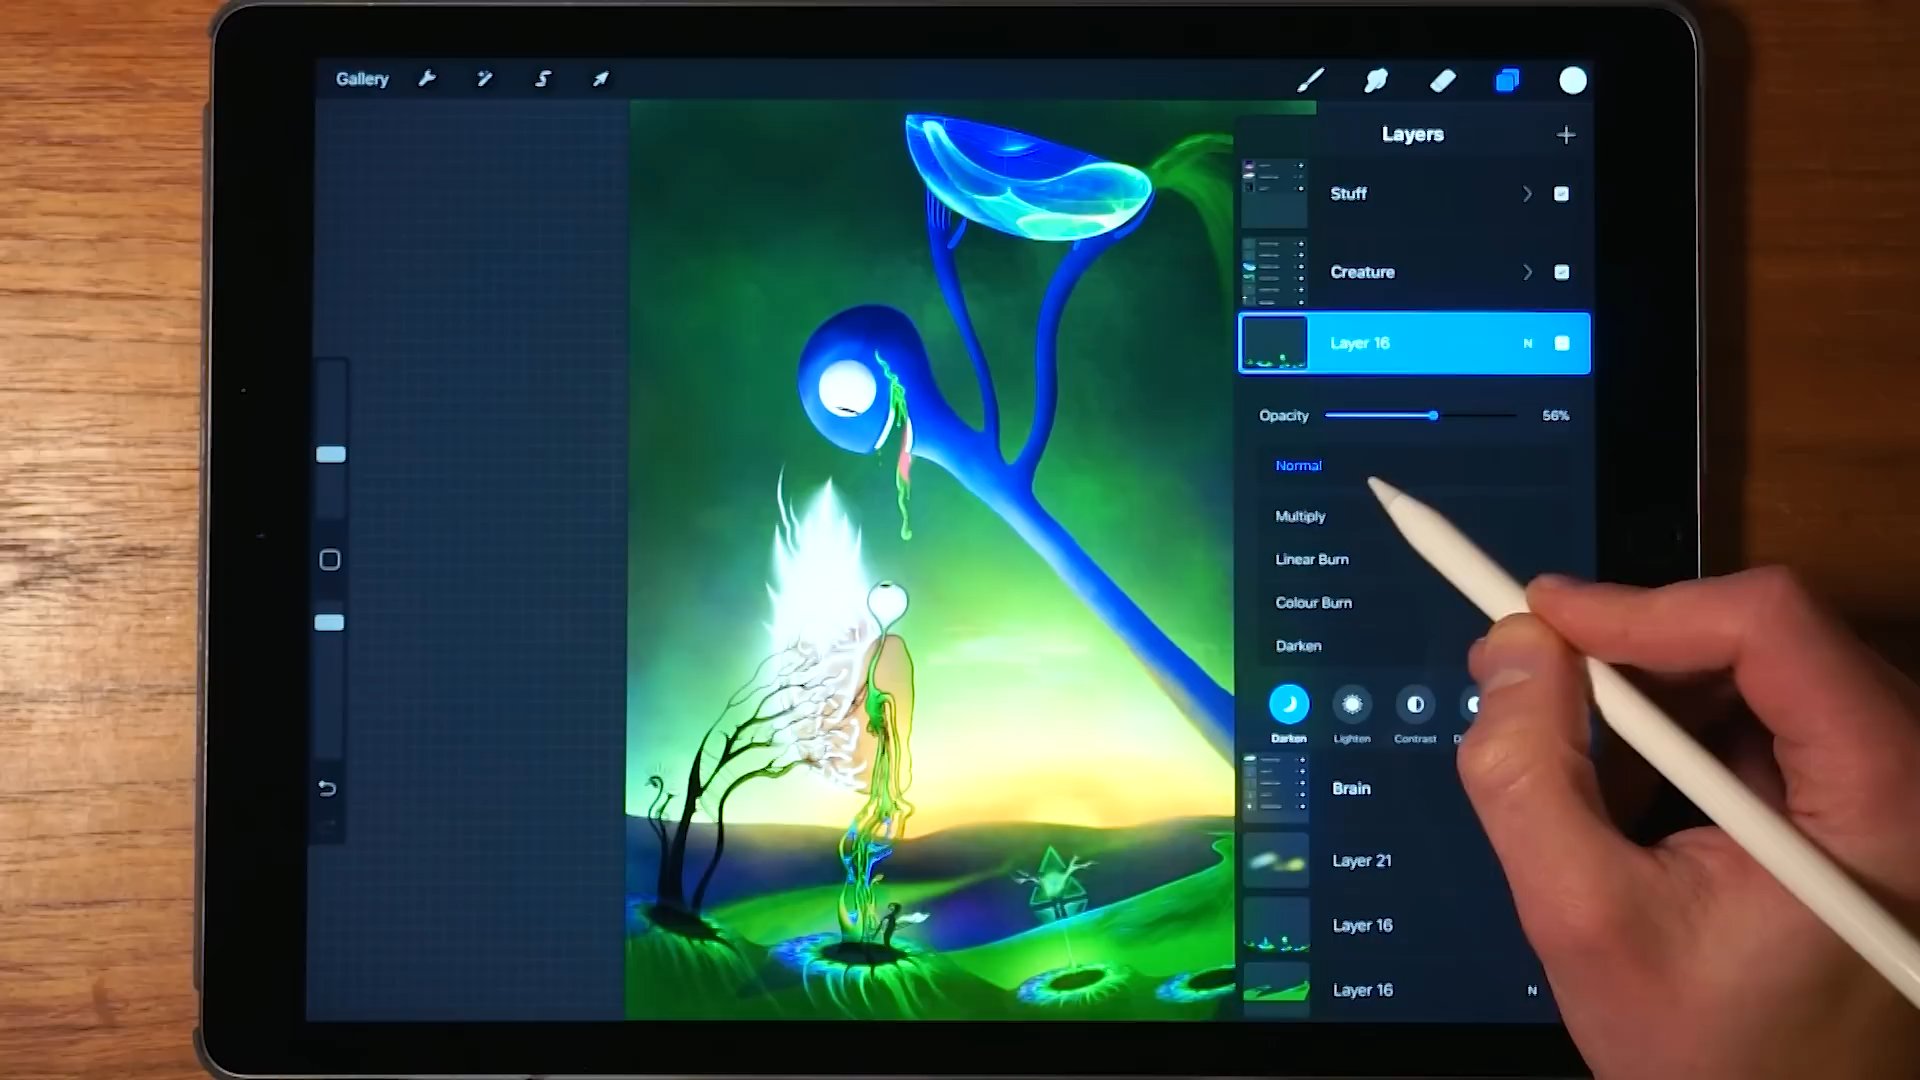 Gallery
Layers
Stuff
Creature
Layer 16 N
Opacity 56%
Normal
Multiply
Linear Burn
Colour Burn
Darken
Darken Lighten Contrast
Brain
Layer 21
Layer 16
Layer 16 N